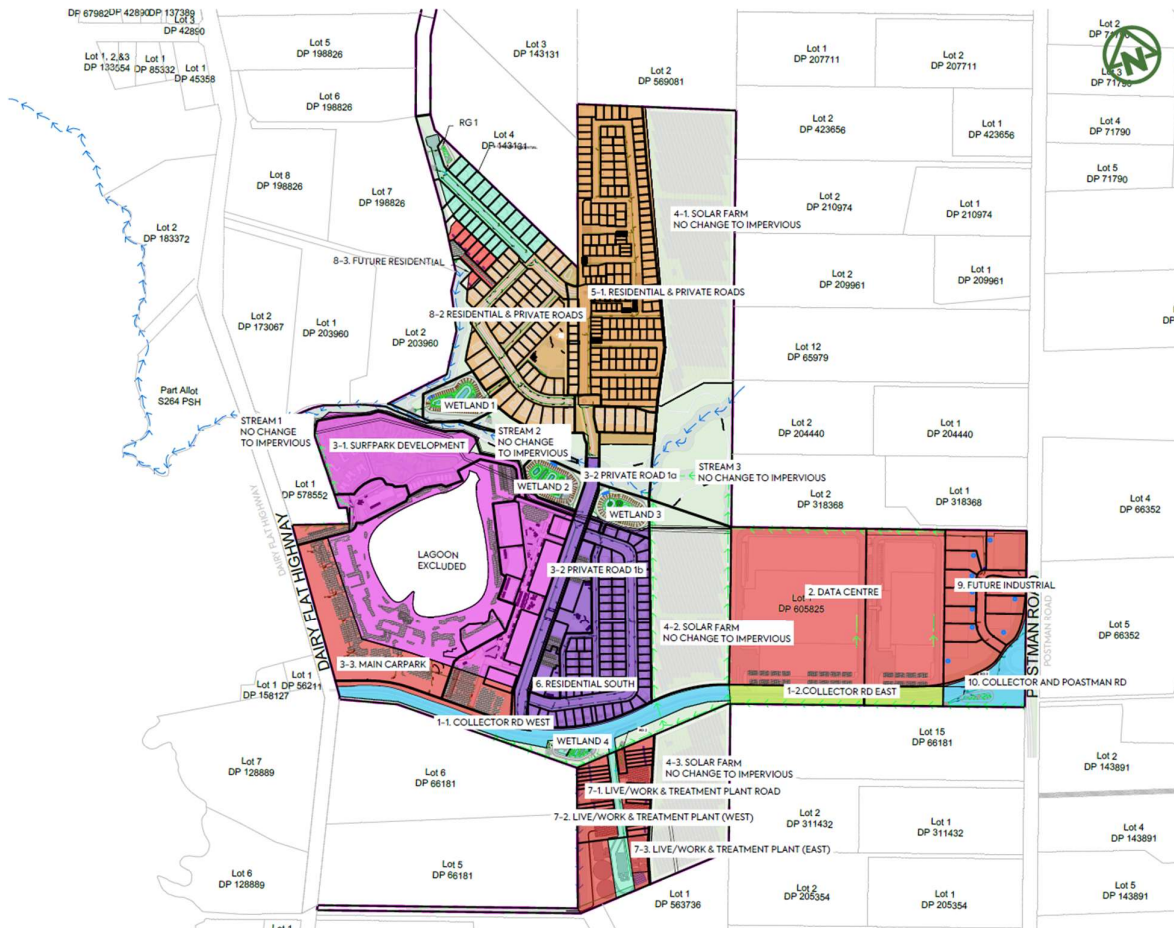 DP 67982
DP 42890
DP 137389
Lot 3
DP 42890
Lot 1, 2,&3
DP 133554
Lot 1
DP 85332
Lot 1
DP 45358
Lot 5
DP 198826
Lot 6
DP 198826
Lot 3
DP 143131
Lot 2
DP 569081
Lot 1
DP 207711
Lot 2
DP 207711
Lot 2
N
Lot 4
DP 71790
Lot 5
DP 71790
Lot 2
DP 423656
Lot 1
DP 423656
RG 1
Lot 4
DP 143131
Lot 8
DP 198826
Lot 7
DP 198826
Lot 2
DP 183372
4-1. SOLAR FARM
NO CHANGE TO IMPERVIOUS
Lot 2
DP 210974
Lot 1
DP 210974
8-3. FUTURE RESIDENTIAL
Lot 2
DP 209961
Lot 1
DP 209961
5-1. RESIDENTIAL & PRIVATE ROADS
8-2 RESIDENTIAL & PRIVATE ROADS
Lot 2
DP 173067
Lot 1
DP 203960
Lot 2
DP 203960
Lot 12
DP 65979
Part Allot
S264 PSH
WETLAND 1
STREAM 1
NO CHANGE
TO IMPERVIOUS
STREAM 2
NO CHANGE
TO IMPERVIOUS
3-1. SURFPARK DEVELOPMENT
Lot 2
DP 204440
Lot 1
DP 204440
3-2 PRIVATE ROAD 1a
STREAM 3
NO CHANGE TO IMPERVIOUS
Lot 1
DP 578552
WETLAND 2
WETLAND 3
Lot 2
DP 318368
Lot 1
DP 318368
Lot 4
DP 66352
DAIRY FLAT HIGHWAY
DAIRY FLAT HIGHWAY
LAGOON
EXCLUDED
3-2 PRIVATE ROAD 1b
2. DATA CENTRE
DP 605825
9. FUTURE INDUSTRIAL
4-2. SOLAR FARM
NO CHANGE TO IMPERVIOUS
POSTMAN ROAD
POSTMAN ROAD
Lot 5
DP 66352
3-3. MAIN CARPARK
6. RESIDENTIAL SOUTH
Lot 1
DP 158127
Lot 1
DP 56211
1-2.COLLECTOR RD EAST
10. COLLECTOR AND POASTMAN RD
1-1. COLLECTOR RD WEST
WETLAND 4
Lot 15
DP 66181
Lot 7
DP 128889
Lot 6
DP 66181
4-3. SOLAR FARM
NO CHANGE TO IMPERVIOUS
Lot 2
DP 143891
7-1. LIVE/WORK & TREATMENT PLANT ROAD
7-2. LIVE/WORK & TREATMENT PLANT (WEST)
Lot 2
DP 311432
Lot 1
DP 311432
Lot 4
DP 143891
7-3. LIVE/WORK & TREATMENT PLANT (EAST)
Lot 6
DP 128889
Lot 5
DP 66181
Lot 1
DP 563736
Lot 2
DP 205354
Lot 1
DP 205354
Lot 5
DP 143891